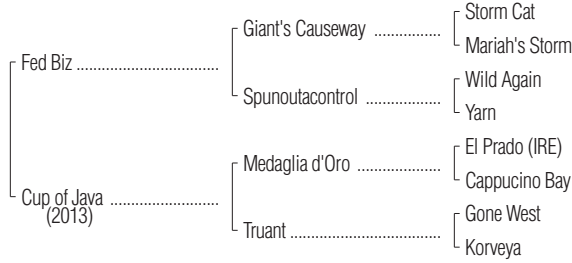 Storm Cat
Giant's Causeway ................
Mariah's Storm
Fed Biz ..................................
Wild Again
Spunoutacontrol ..................
Yarn
El Prado (IRE)
Medaglia d'Oro ....................
Cappucino Bay
Cup of Java ..........................
(2013)
Gone West
Truant ....................................
Korveya